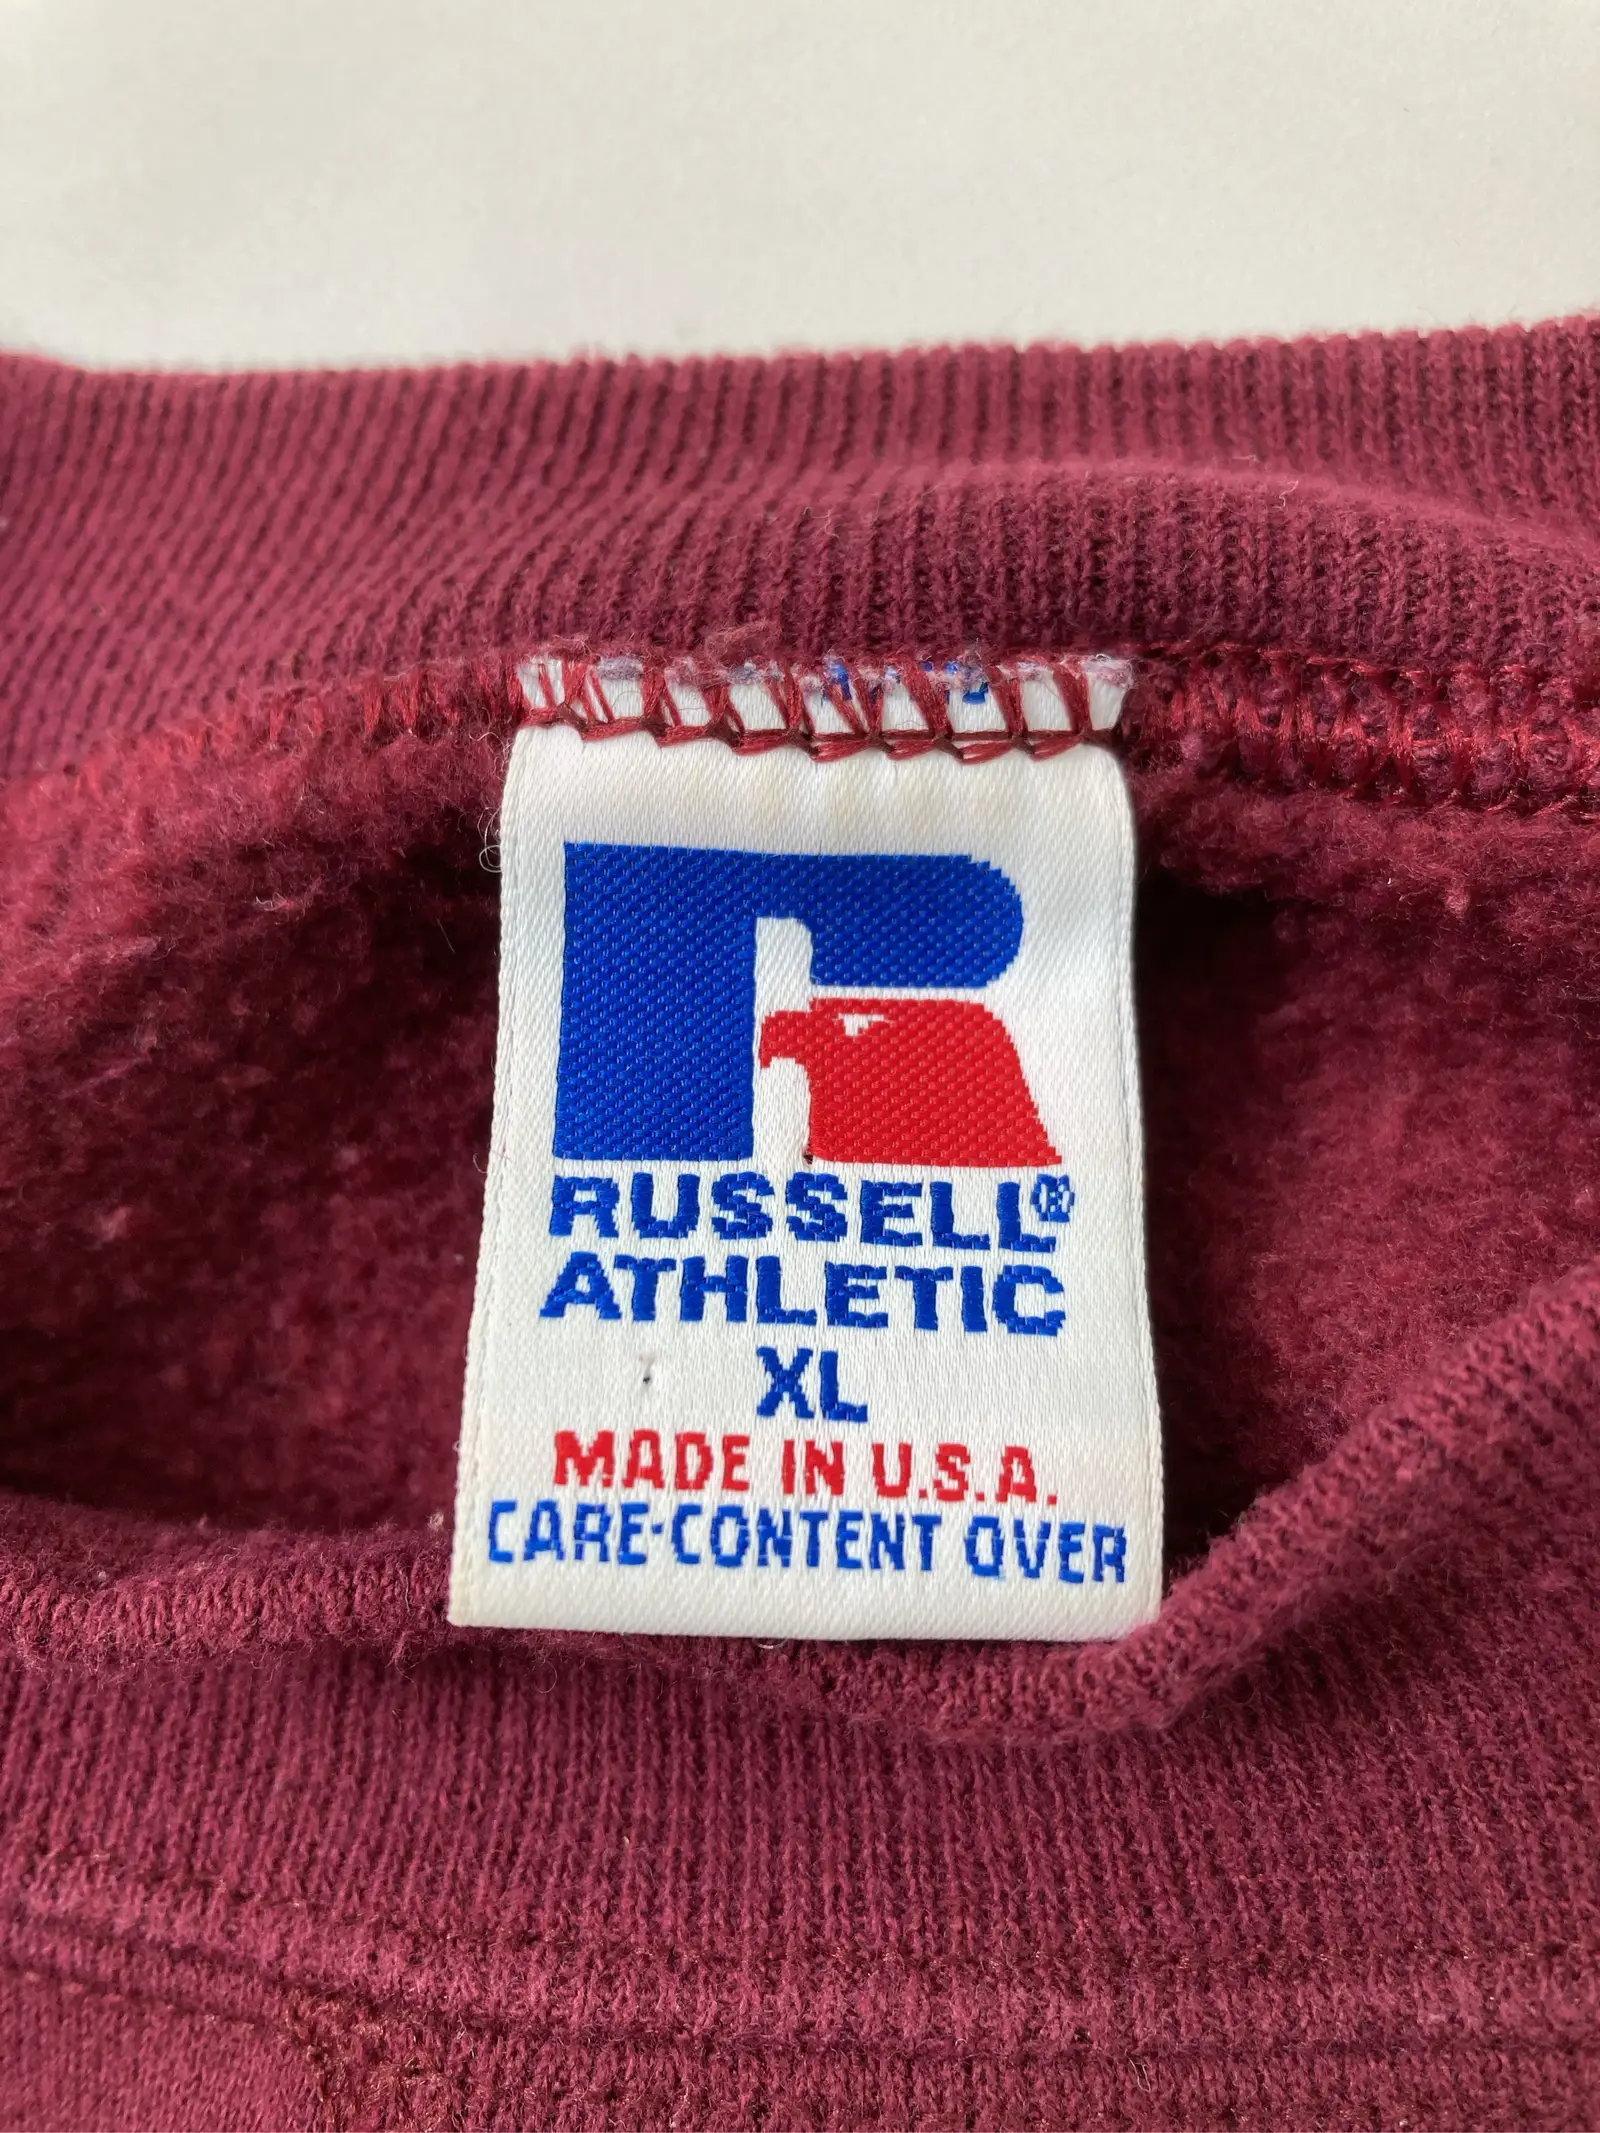 RUSSELL®
ATHLETIC
XL
MADE IN U.S.A.
CARE·CONTENT OVER